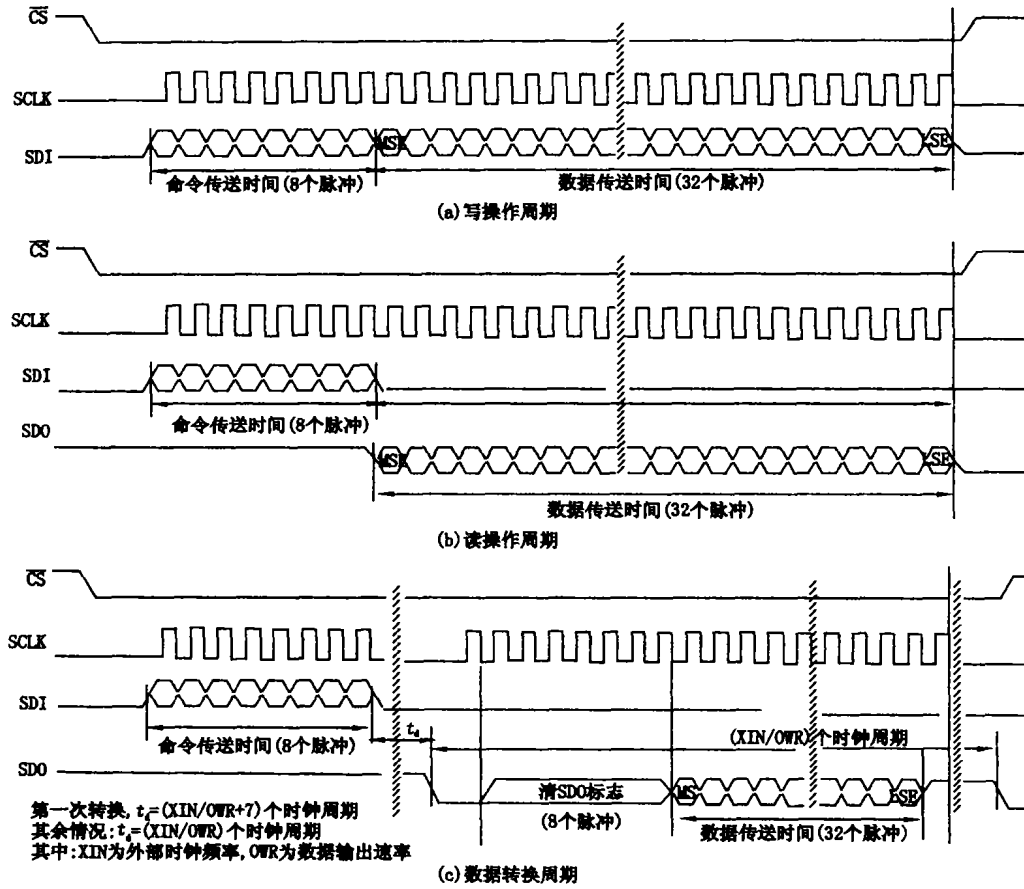 CS
SCLK
SDI
MSE
LSE
命令传送时间(8个脉冲)
数据传送时间(32个脉冲)
(a)写操作周期
CS
SCLK
SDI
命令传送时间(8个脉冲)
SDO
MSE
LSE
数据传送时间(32个脉冲)
(b)读操作周期
CS
SCLK
SDI
命令传送时间(8个脉冲)
td
(XIN/OWR)个时钟周期
SDO
清SDO标志
(8个脉冲)
MS
LSE
数据传送时间(32个脉冲)
第一次转换,td=(XIN/OWR+7)个时钟周期
其余情况:td=(XIN/OWR)个时钟周期
其中:XIN为外部时钟频率,OWR为数据输出速率
(c)数据转换周期